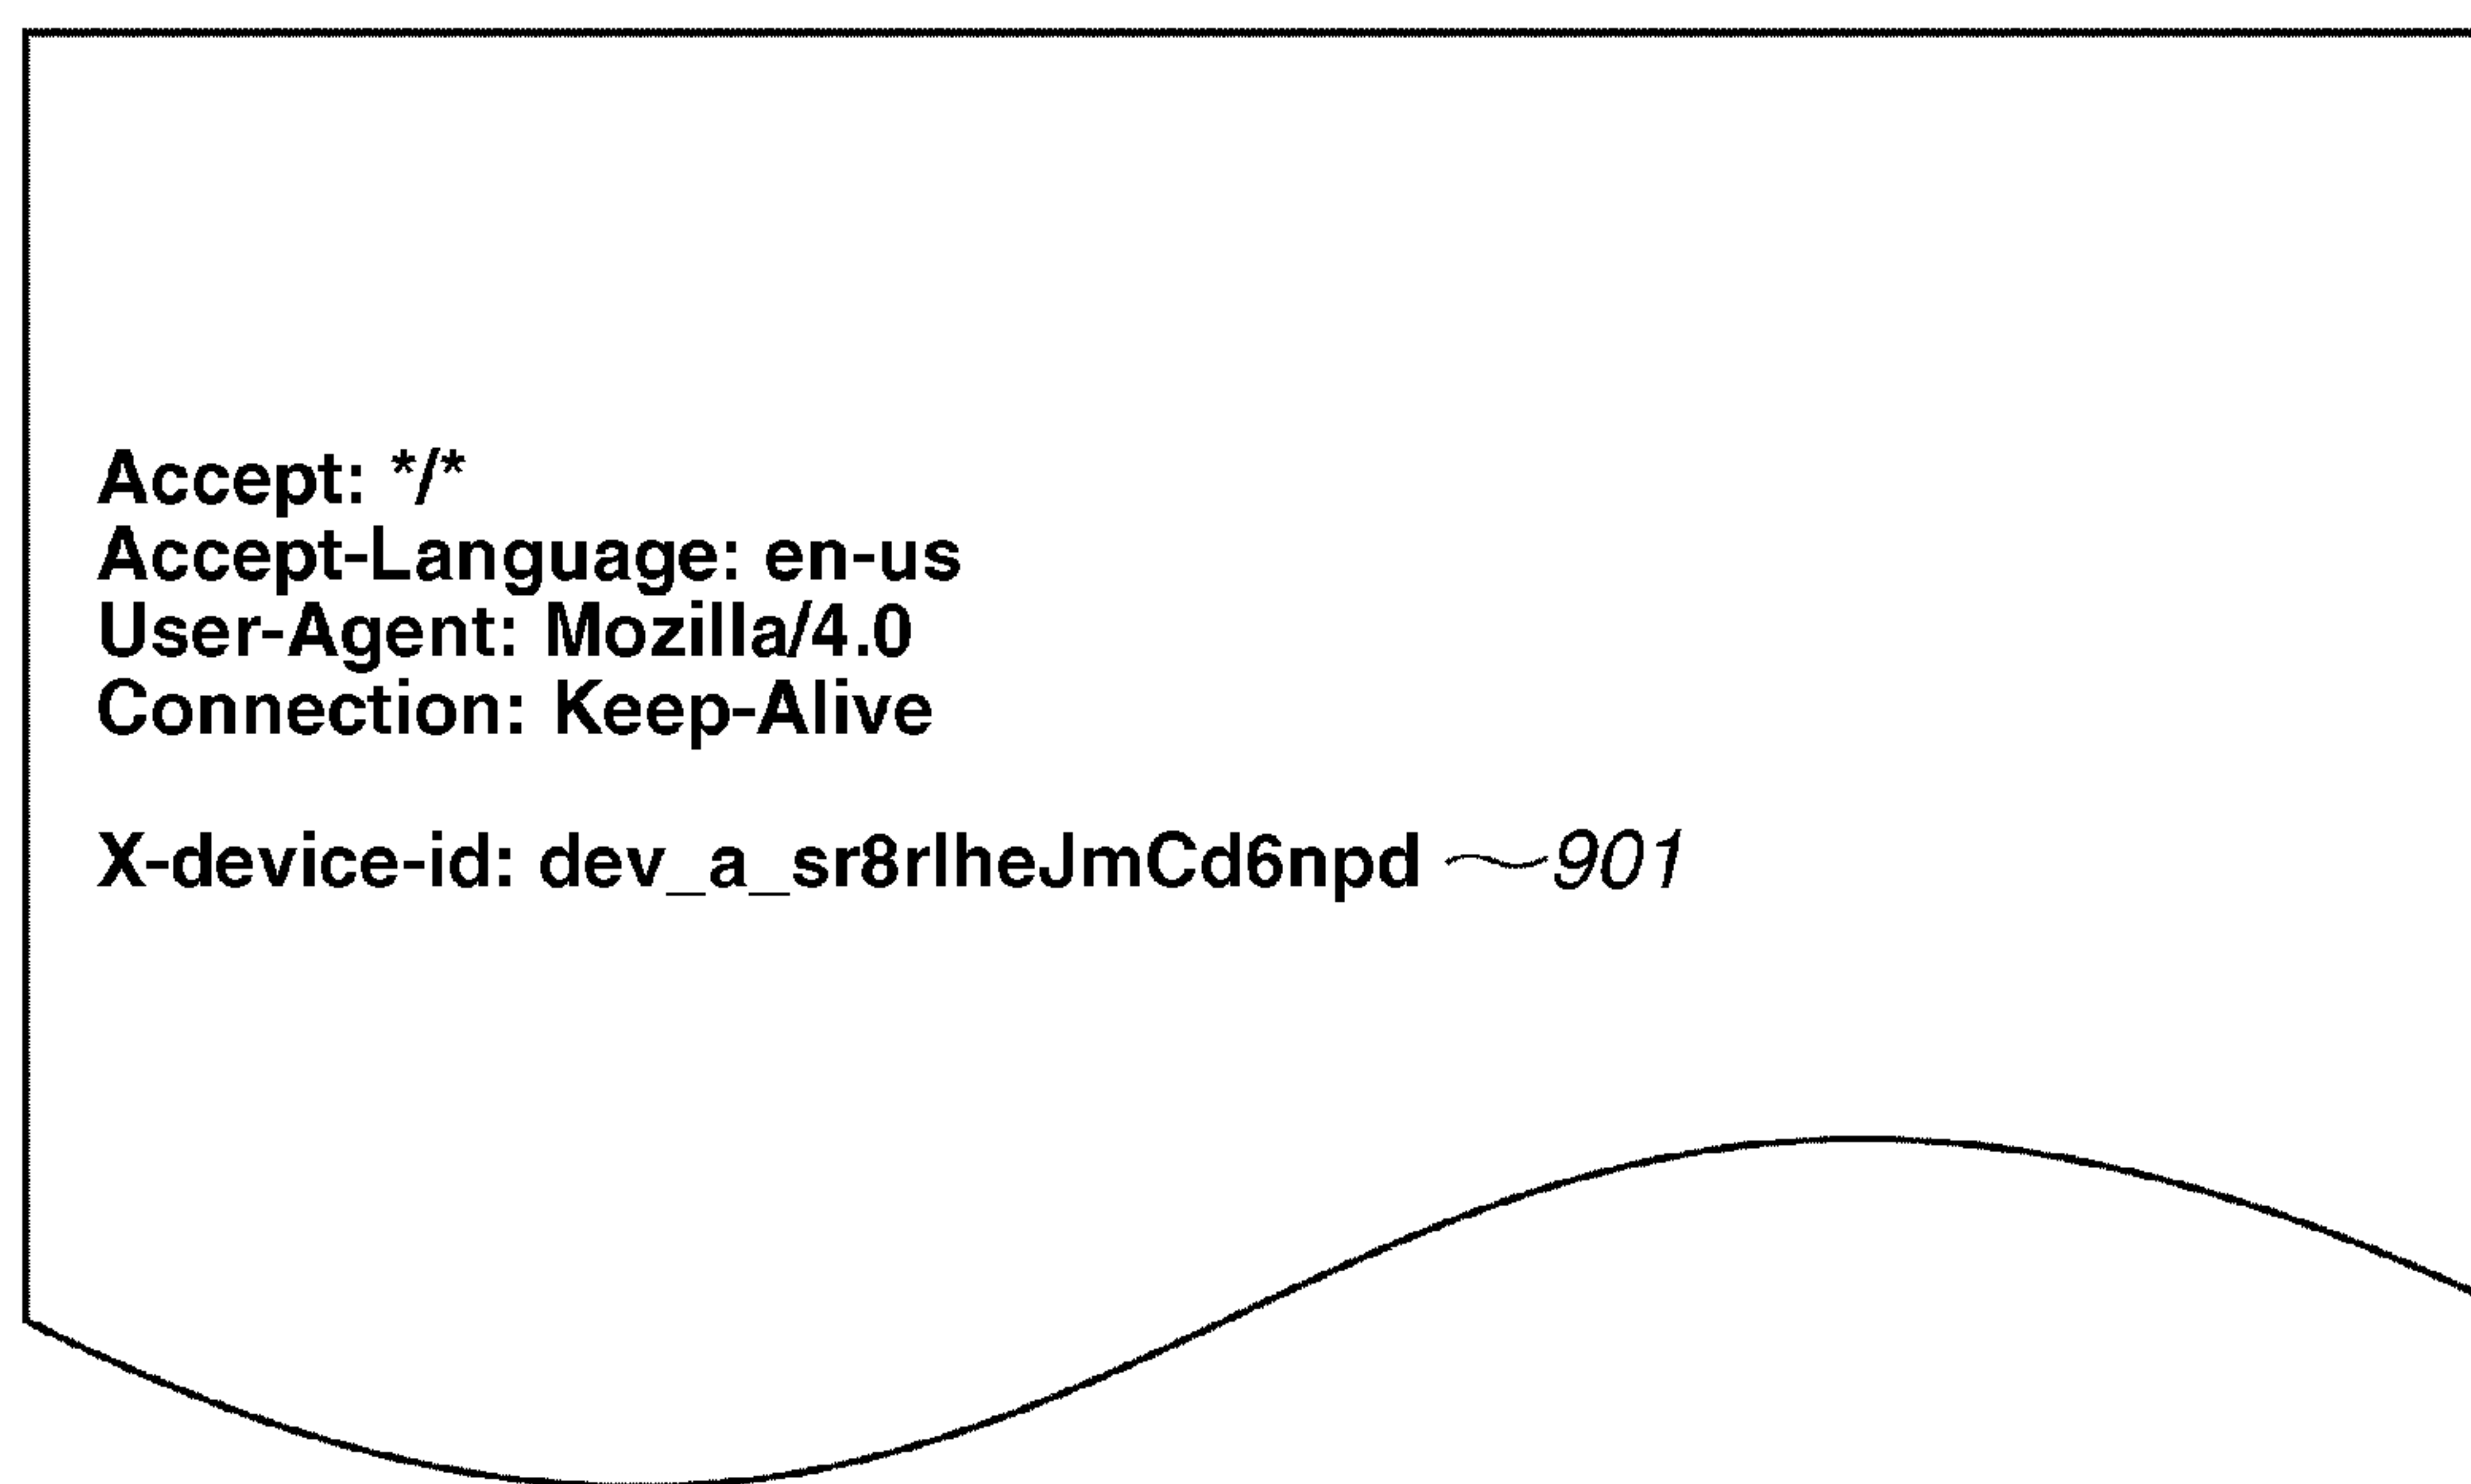 Accept: */*
Accept-Language: en-us
User-Agent: Mozilla/4.0
Connection: Keep-Alive
X-device-id: dev_a_sr8rlheJmCd6npd 901